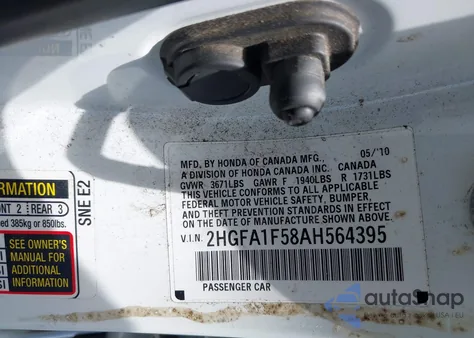 MFD. BY HONDA OF CANADA MFG., 05/'10
A DIVISION OF HONDA CANADA INC. CANADA
GVWR 3671LBS GAWR F 1940LBS R 1731LBS
THIS VEHICLE CONFORMS TO ALL APPLICABLE
FEDERAL MOTOR VEHICLE SAFETY, BUMPER,
AND THEFT PREVENTION STANDARDS IN EFFECT
ON THE DATE OF MANUFACTURE SHOWN ABOVE.
V.I.N. 2HGFA1F58AH564395
PASSENGER CAR
SNE E2
RMATION
NT 2 REAR 3
ed 385kg or 850lbs.
SEE OWNER'S
MANUAL FOR
ADDITIONAL
INFORMATION
autoSnap